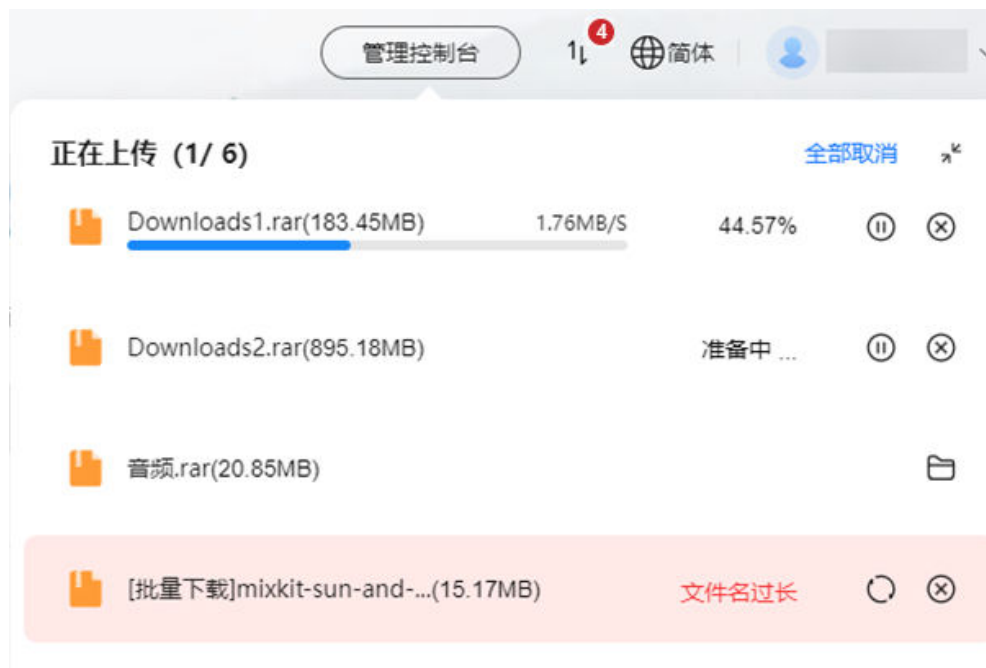 管理控制台 4 简体
正在上传 (1/ 6) 全部取消
Downloads1.rar(183.45MB) 1.76MB/S 44.57%
Downloads2.rar(895.18MB) 准备中 ...
音频.rar(20.85MB)
[批量下载]mixkit-sun-and-...(15.17MB) 文件名过长